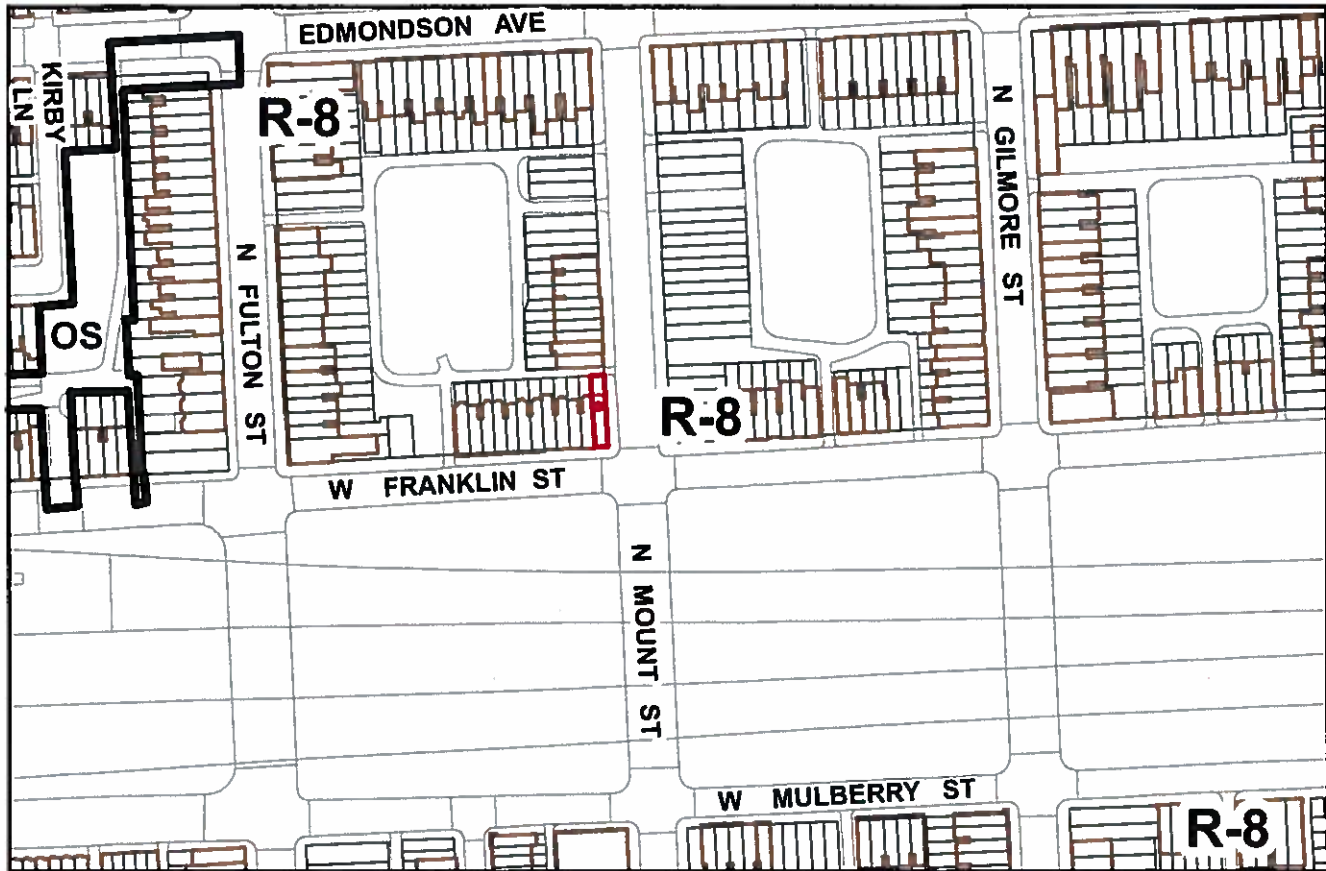 EDMONDSON AVE
KIRBY LN
R-8
N GILMORE ST
N FULTON ST
OS
R-8
W FRANKLIN ST
N MOUNT ST
W MULBERRY ST
R-8